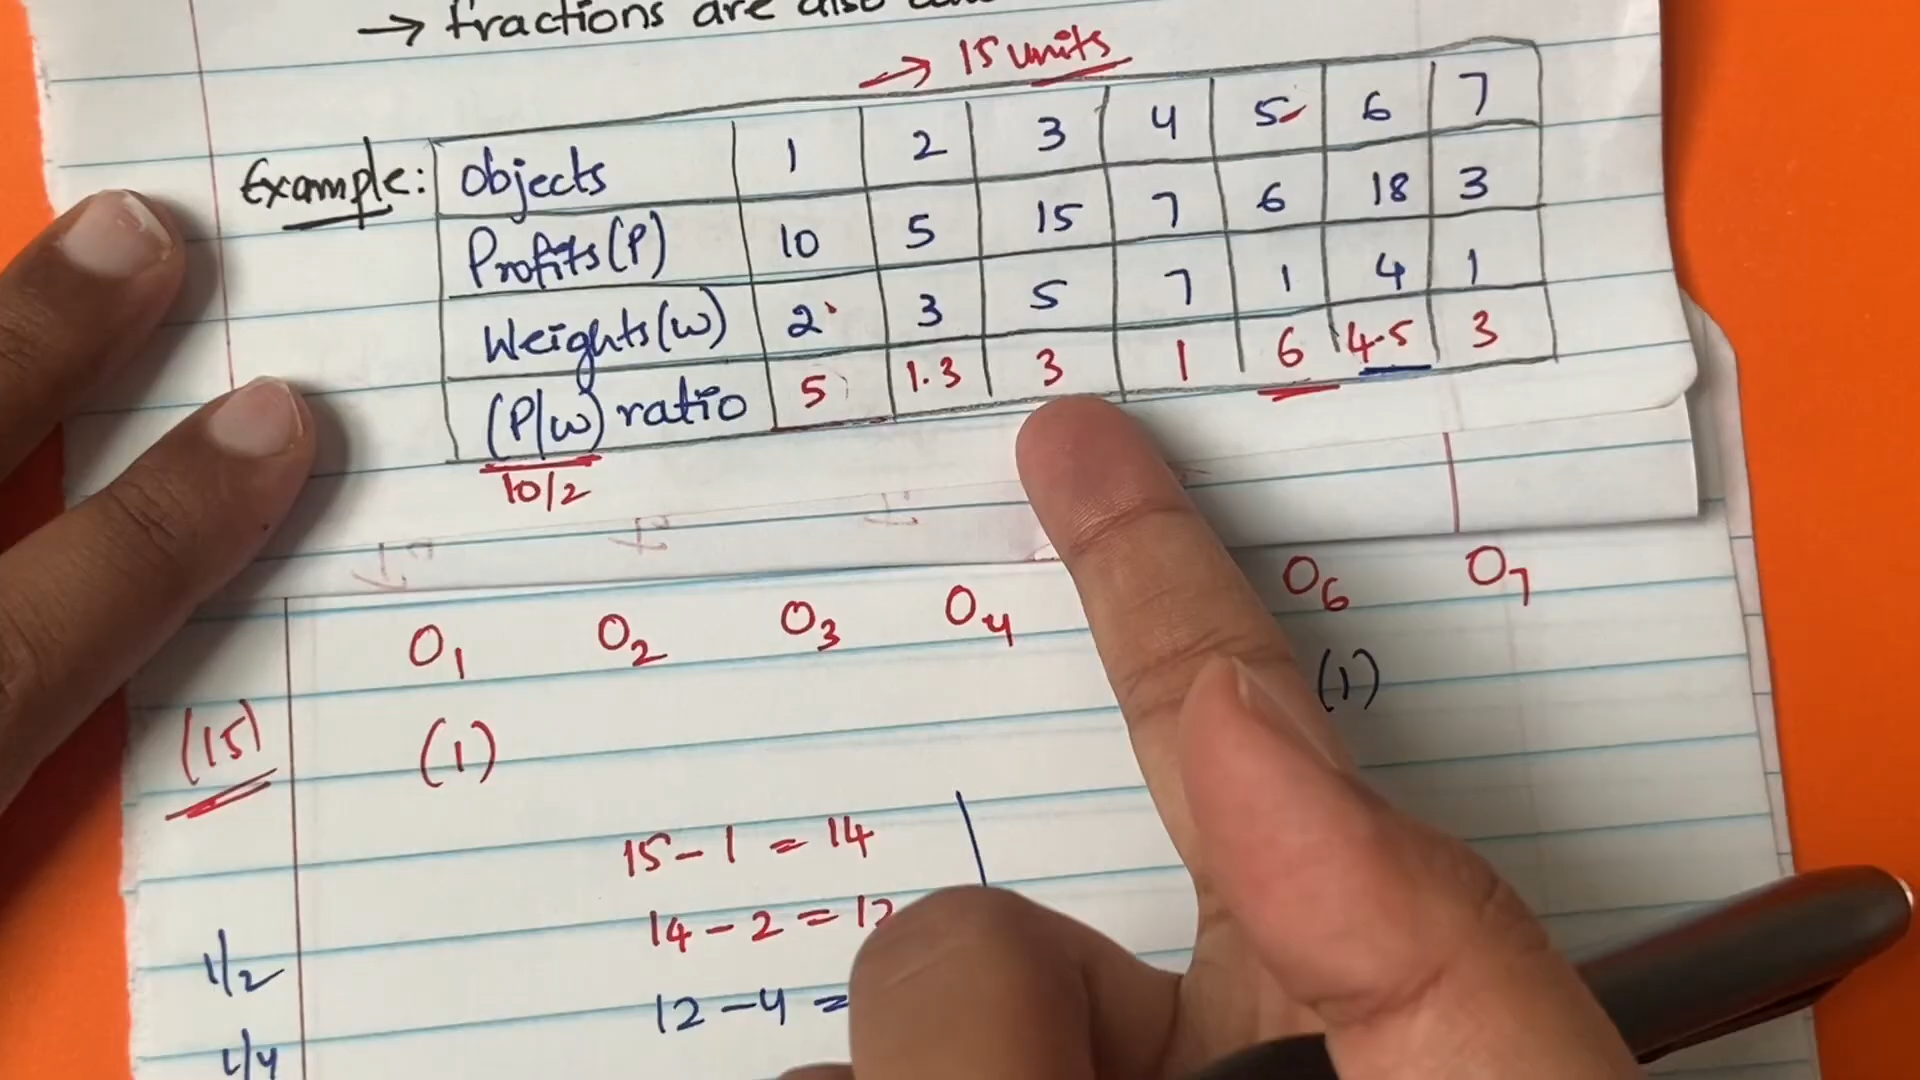 → fractions are also
→ 15 units
Example: Objects 1 2 3 4 5 6 7
Profits(P) 10 5 15 7 6 18 3
Weights(w) 2 3 5 7 1 4 1
(P/w) ratio 5 1.3 3 1 6 4.5 3
10/2
O1 O2 O3 O4 O6 O7
(15) (1) (1)
15 - 1 = 14
14 - 2 = 12
1/2
12 - 4 =
1/4